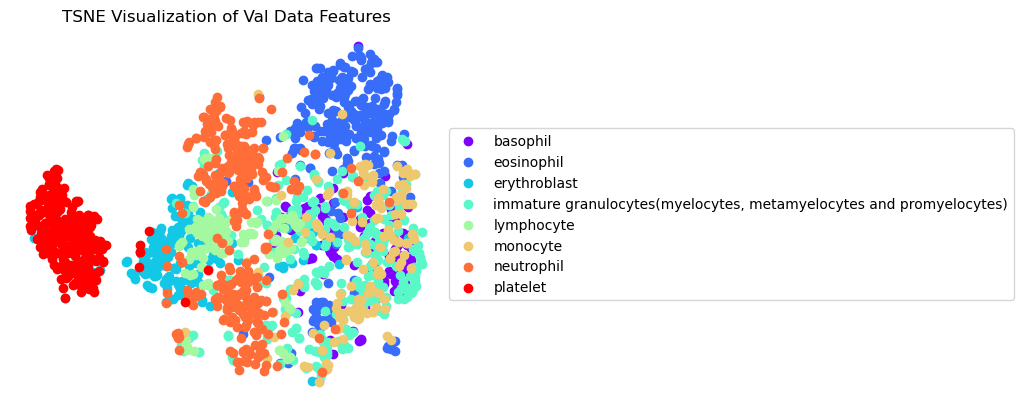 TSNE Visualization of Val Data Features
basophil
eosinophil
erythroblast
immature granulocytes(myelocytes, metamyelocytes and promyelocytes)
lymphocyte
monocyte
neutrophil
platelet